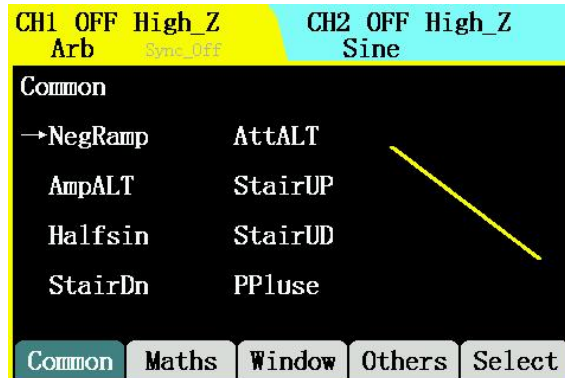 CH1 OFF High_Z CH2 OFF High_Z
Arb Sync_Off Sine
Common
→NegRamp AttALT
AmpALT StairUP
Halfsin StairUD
StairDn PPluse
Common Maths Window Others Select